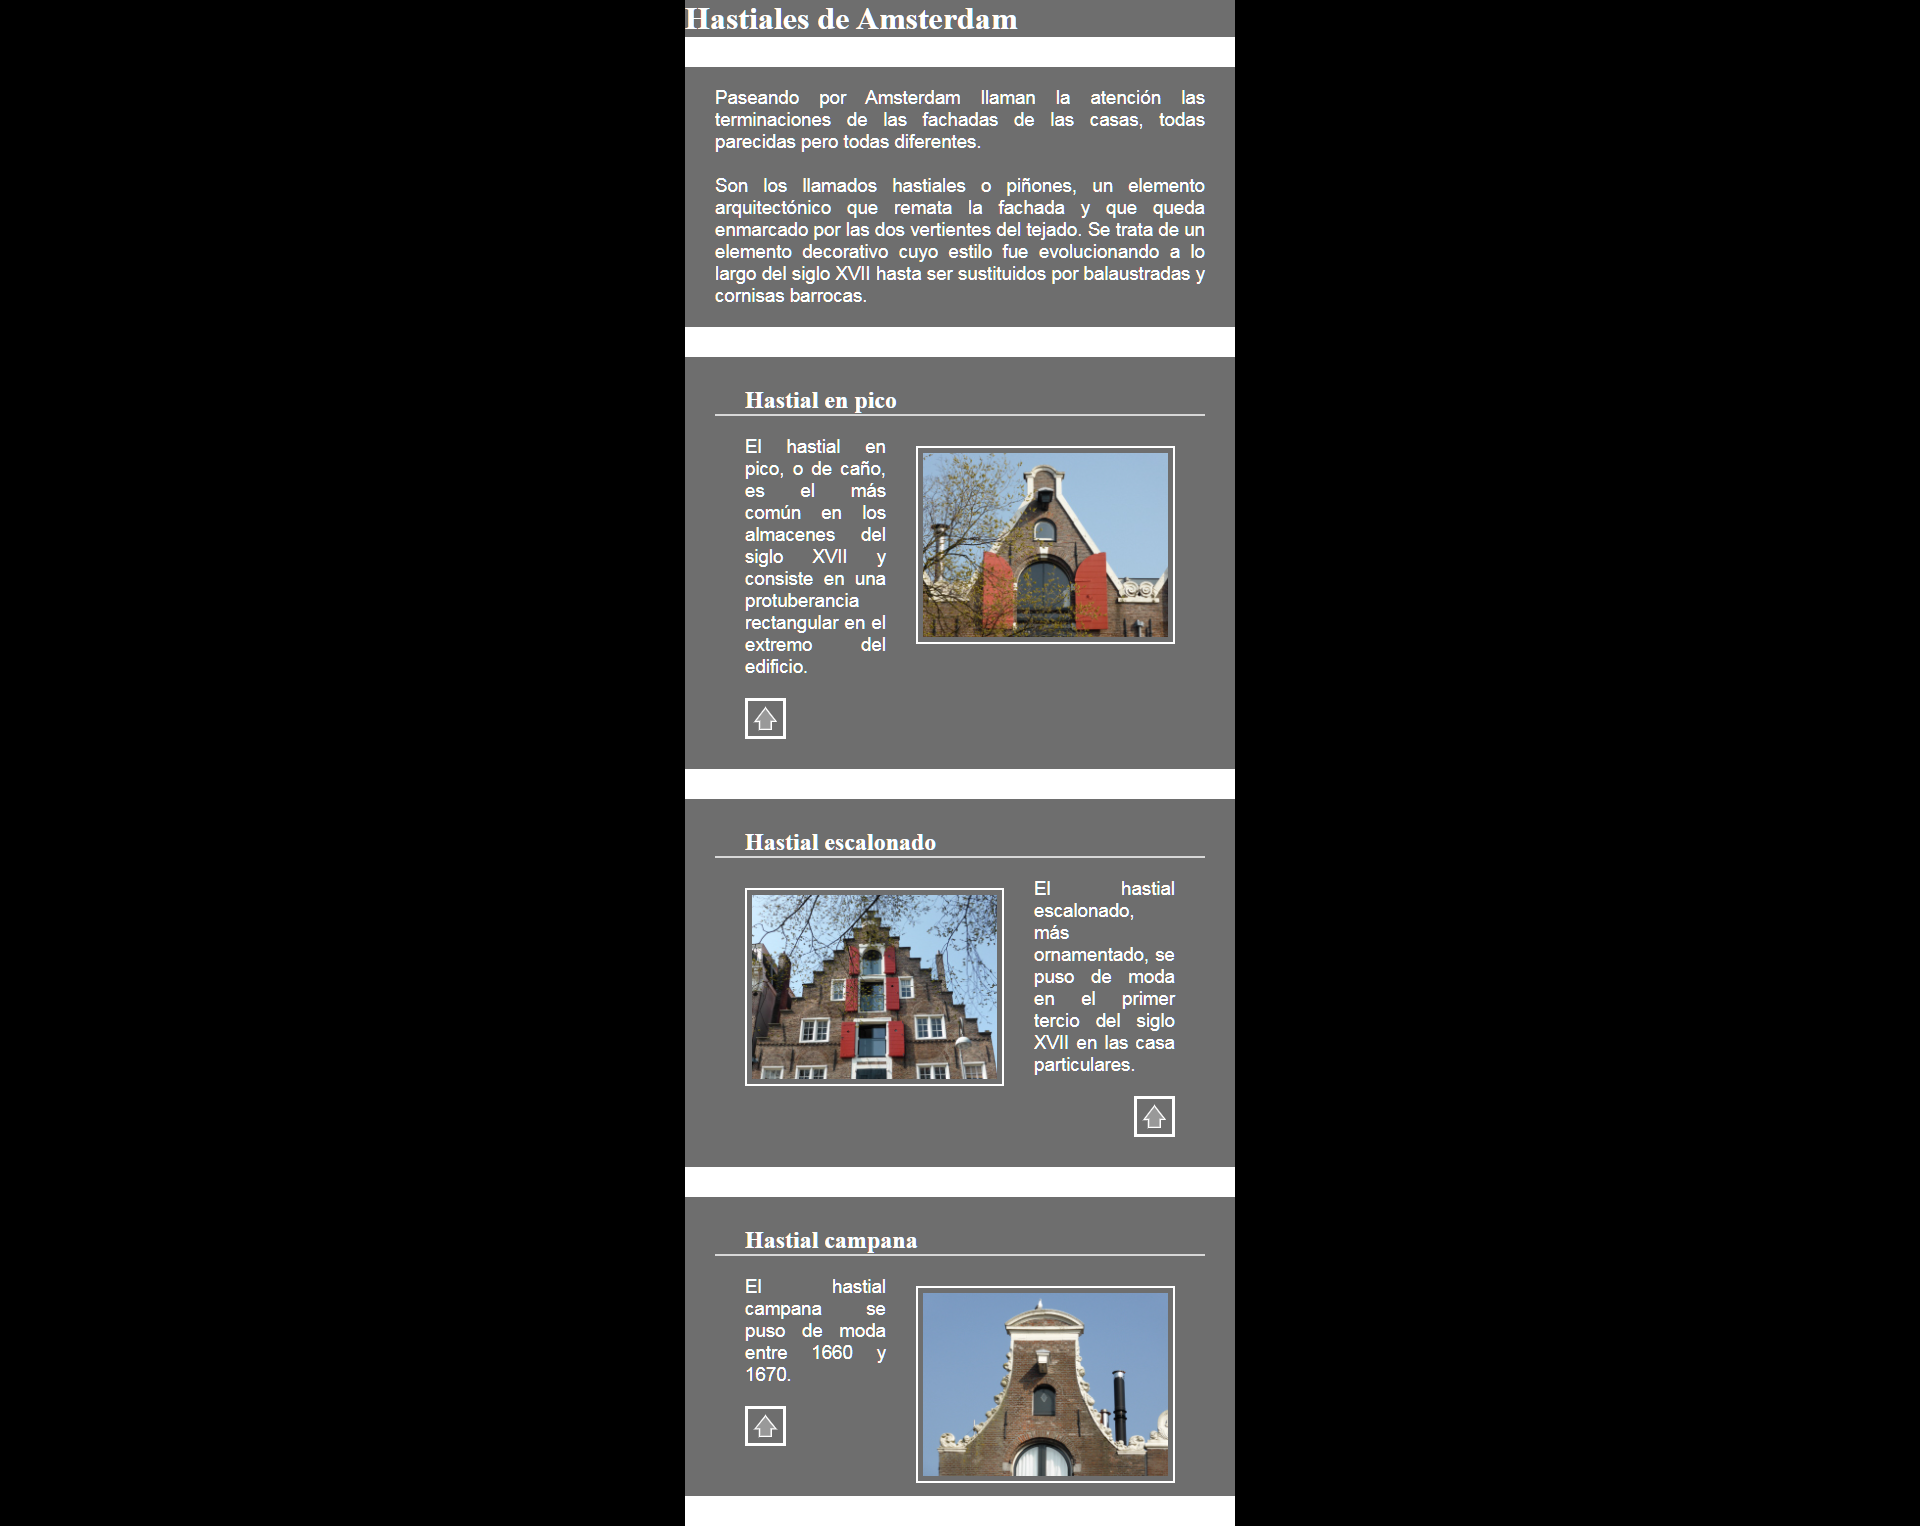 Hastiales de Amsterdam
Paseando por Amsterdam llaman la atención las
terminaciones de las fachadas de las casas, todas
parecidas pero todas diferentes.
Son los llamados hastiales o piñones, un elemento
arquitectónico que remata la fachada y que queda
enmarcado por las dos vertientes del tejado. Se trata de un
elemento decorativo cuyo estilo fue evolucionando a lo
largo del siglo XVII hasta ser sustituidos por balaustradas y
cornisas barrocas.
Hastial en pico
El hastial en
pico, o de caño,
es el más
común en los
almacenes del
siglo XVII y
consiste en una
protuberancia
rectangular en el
extremo del
edificio.
Hastial escalonado
El hastial
escalonado,
más
ornamentado, se
puso de moda
en el primer
tercio del siglo
XVII en las casa
particulares.
Hastial campana
El hastial
campana se
puso de moda
entre 1660 y
1670.